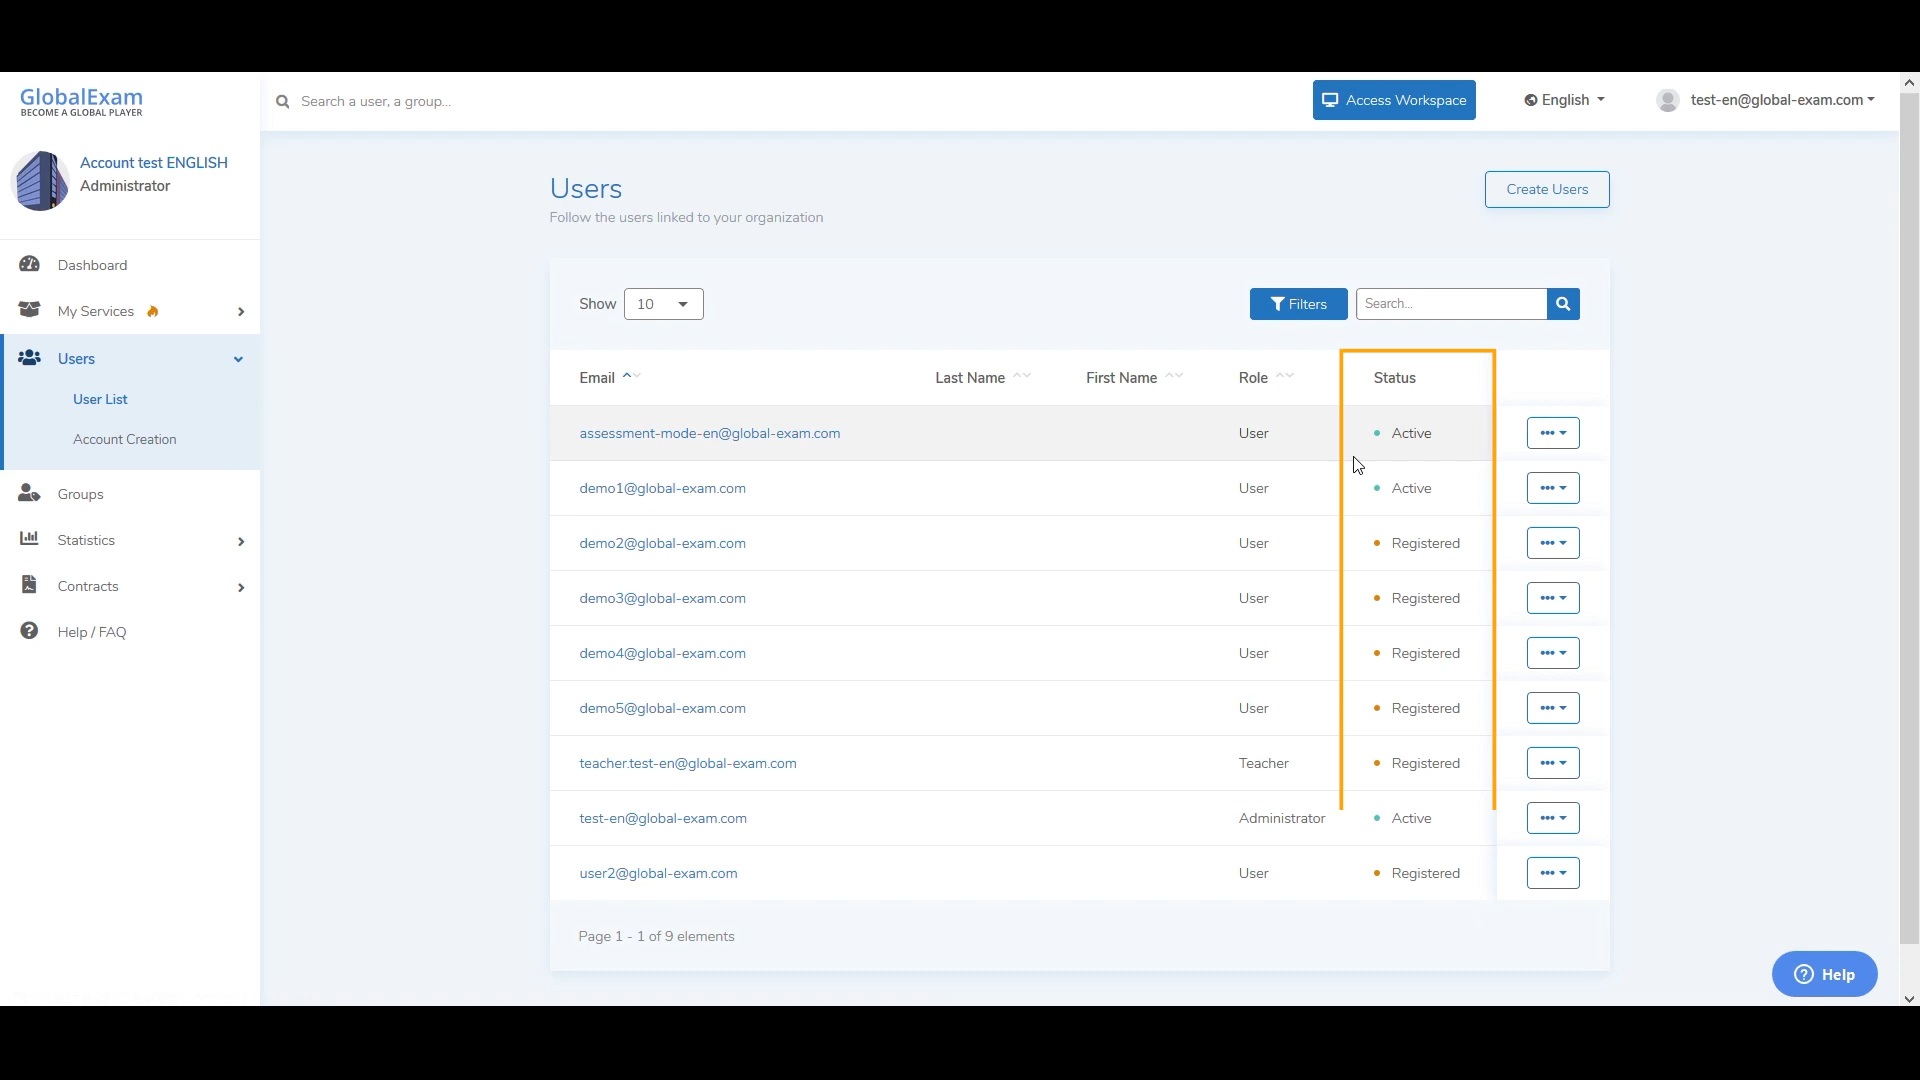 GlobalExam
BECOME A GLOBAL PLAYER
Search a user, a group...
Access Workspace
English
test-en@global-exam.com
Account test ENGLISH
Administrator
Dashboard
My Services
Users
User List
Account Creation
Groups
Statistics
Contracts
Help / FAQ
Users
Follow the users linked to your organization
Create Users
Show 10
Filters
Search...
Email Last Name First Name Role Status
assessment-mode-en@global-exam.com User Active
demo1@global-exam.com User Active
demo2@global-exam.com User Registered
demo3@global-exam.com User Registered
demo4@global-exam.com User Registered
demo5@global-exam.com User Registered
teacher.test-en@global-exam.com Teacher Registered
test-en@global-exam.com Administrator Active
user2@global-exam.com User Registered
Page 1 - 1 of 9 elements
Help